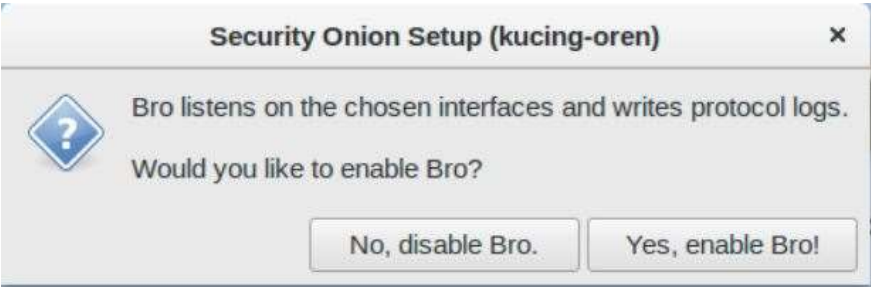 Security Onion Setup (kucing-oren)
Bro listens on the chosen interfaces and writes protocol logs.
Would you like to enable Bro?
No, disable Bro.
Yes, enable Bro!